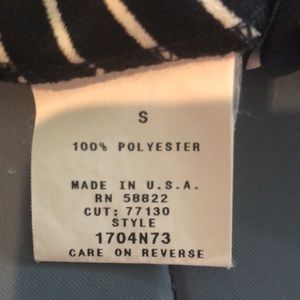 S
100% POLYESTER
MADE IN U.S.A.
RN 58822
CUT: 77130
STYLE
1704N73
CARE ON REVERSE